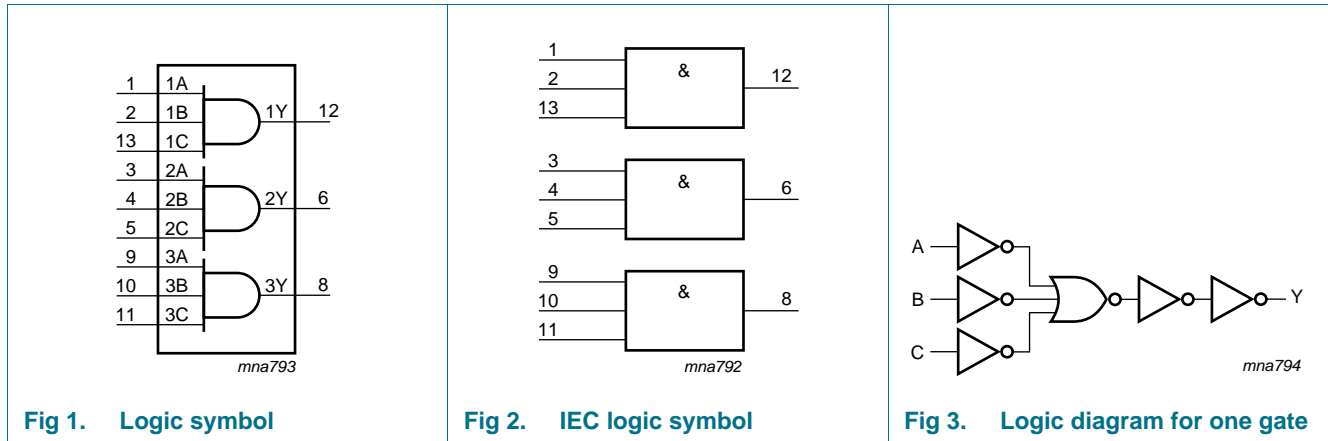 1 1A
2 1B 1Y 12
13 1C
3 2A
4 2B 2Y 6
5 2C
9 3A
10 3B 3Y 8
11 3C
mna793
Fig 1. Logic symbol
1
2 & 12
13
3
4 & 6
5
9
10 & 8
11
mna792
Fig 2. IEC logic symbol
A
B Y
C
mna794
Fig 3. Logic diagram for one gate